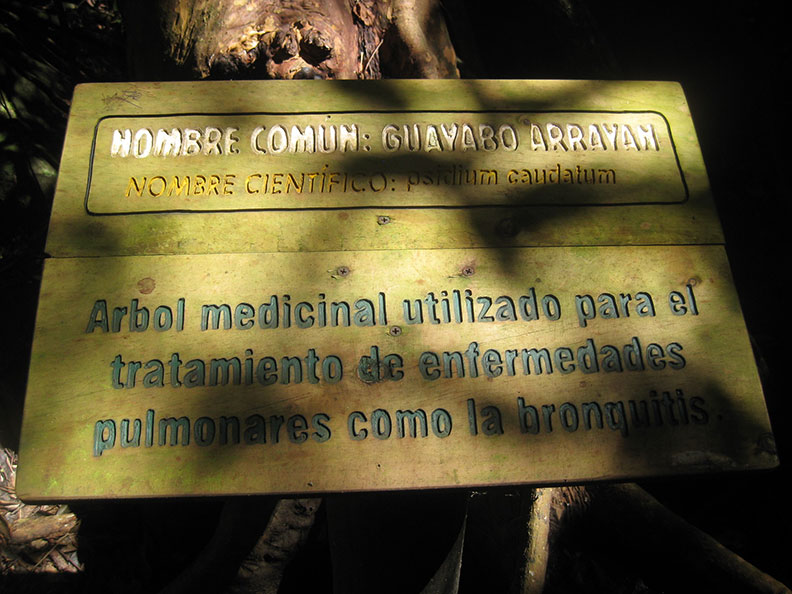 NOMBRE COMUN: GUAYABO ARRAYAN
NOMBRE CIENTÍFICO: psidium caudatum
Arbol medicinal utilizado para el
tratamiento de enfermedades
pulmonares como la bronquitis.